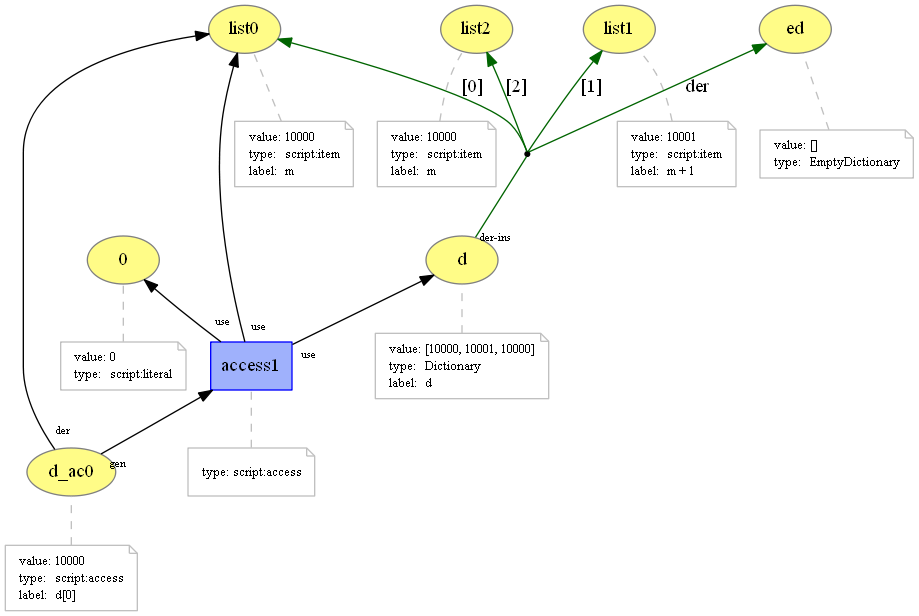 list0
list2
list1
ed
[0]
[2]
[1]
der
value: 10000
type: script:item
label: m
value: 10000
type: script:item
label: m
value: 10001
type: script:item
label: m + 1
value: []
type: EmptyDictionary
der-ins
0
d
use
use
use
value: 0
type: script:literal
access1
value: [10000, 10001, 10000]
type: Dictionary
label: d
der
gen
d_ac0
type: script:access
value: 10000
type: script:access
label: d[0]